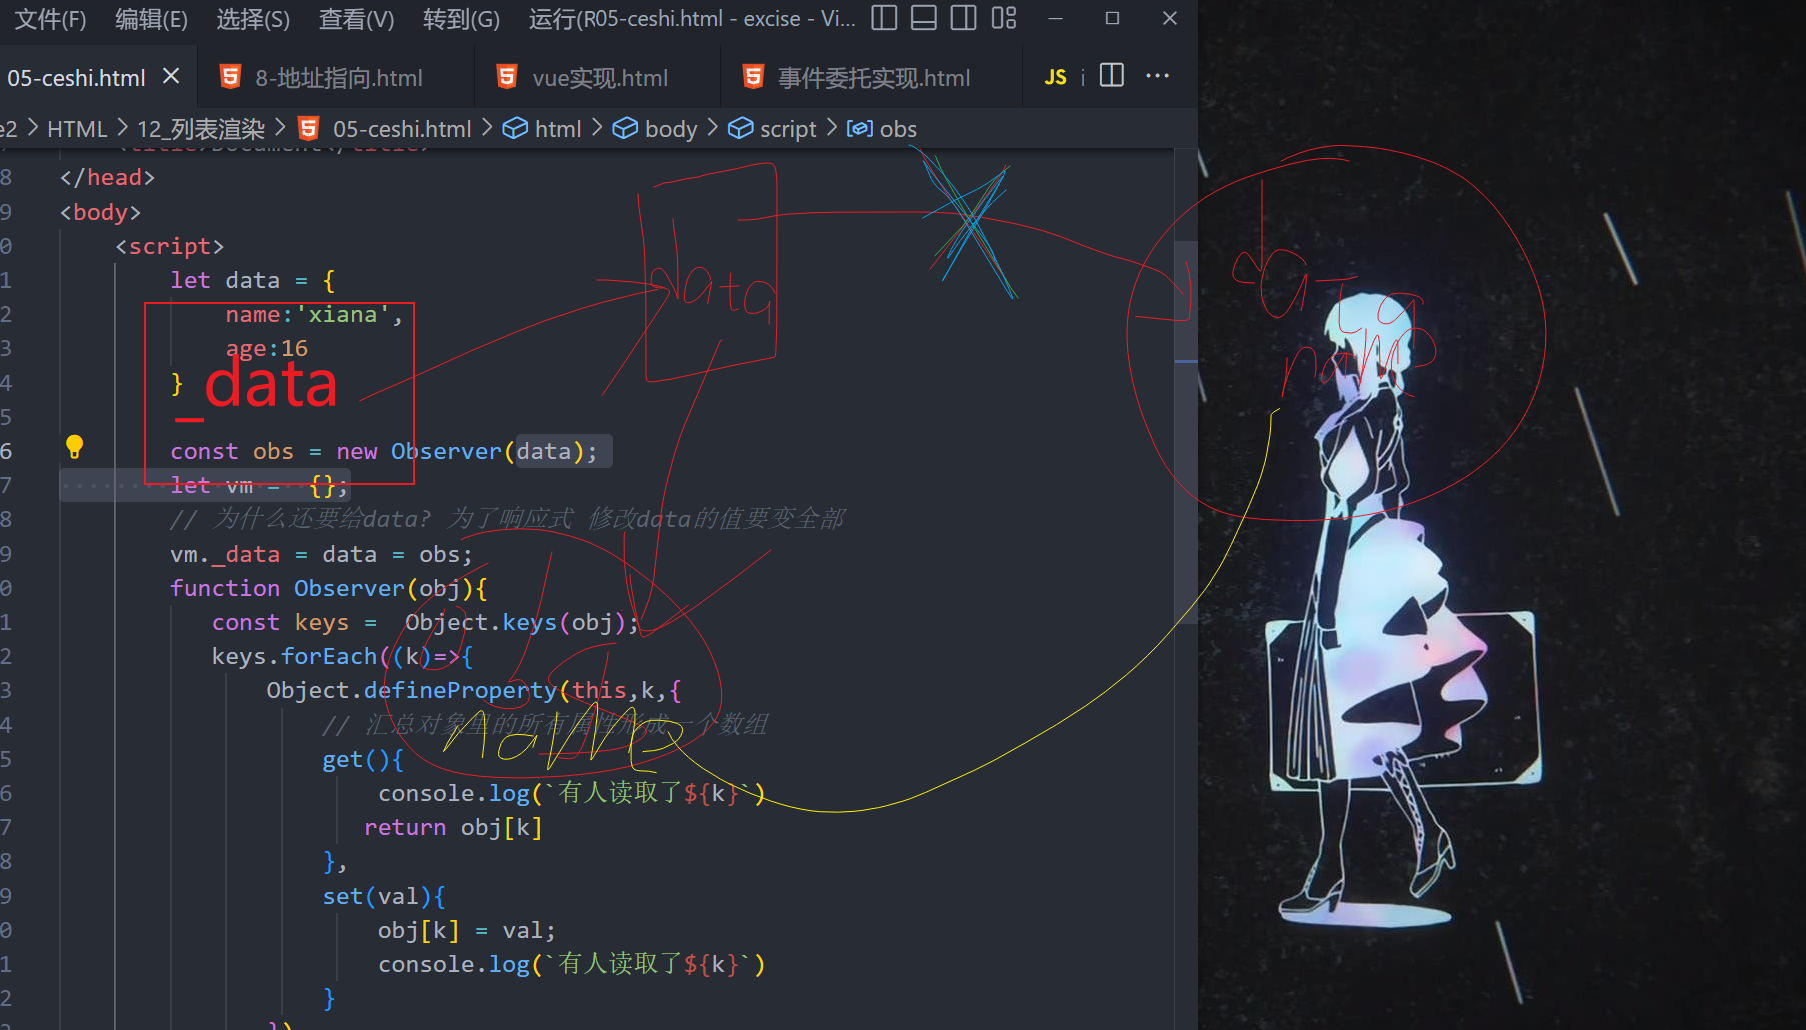 文件(F) 编辑(E) 选择(S) 查看(V) 转到(G) 运行(R 05-ceshi.html - excise - Vi...
05-ceshi.html 8-地址指向.html vue实现.html 事件委托实现.html JS i ...
e2 > HTML > 12_列表渲染 > 05-ceshi.html > html > body > script > obs
<title>Document</title>
8 </head>
9 <body>
0 <script>
1 let data = {
2 name:'xiana',
3 age:16
4 }
_data
5
6 const obs = new Observer(data);
7 let vm = {};
8 // 为什么还要给data? 为了响应式 修改data的值要变全部
9 vm._data = data = obs;
0 function Observer(obj){
1 const keys = Object.keys(obj);
2 keys.forEach((k)=>{
3 Object.defineProperty(this,k,{
4 // 汇总对象里的所有属性形成一个数组
5 get(){
6 console.log(`有人读取了${k}`)
7 return obj[k]
8 },
9 set(val){
0 obj[k] = val;
1 console.log(`有人读取了${k}`)
2 }
})
data
data
name
name